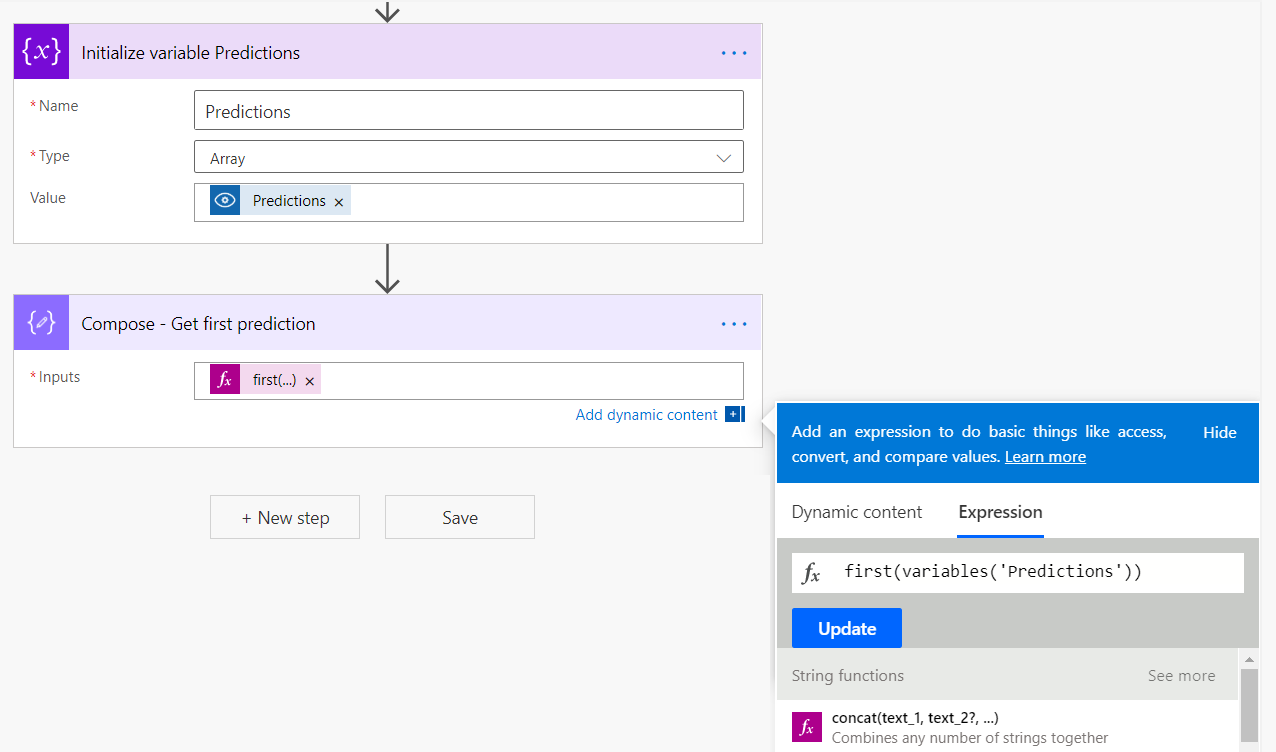 {x} Initialize variable Predictions ...
* Name Predictions
* Type Array
Value Predictions ×
Compose - Get first prediction ...
* Inputs fx first(...) ×
Add dynamic content
Add an expression to do basic things like access,
convert, and compare values. Learn more
Hide
+ New step Save
Dynamic content Expression
fx first(variables('Predictions'))
Update
String functions See more
fx concat(text_1, text_2?, ...)
Combines any number of strings together